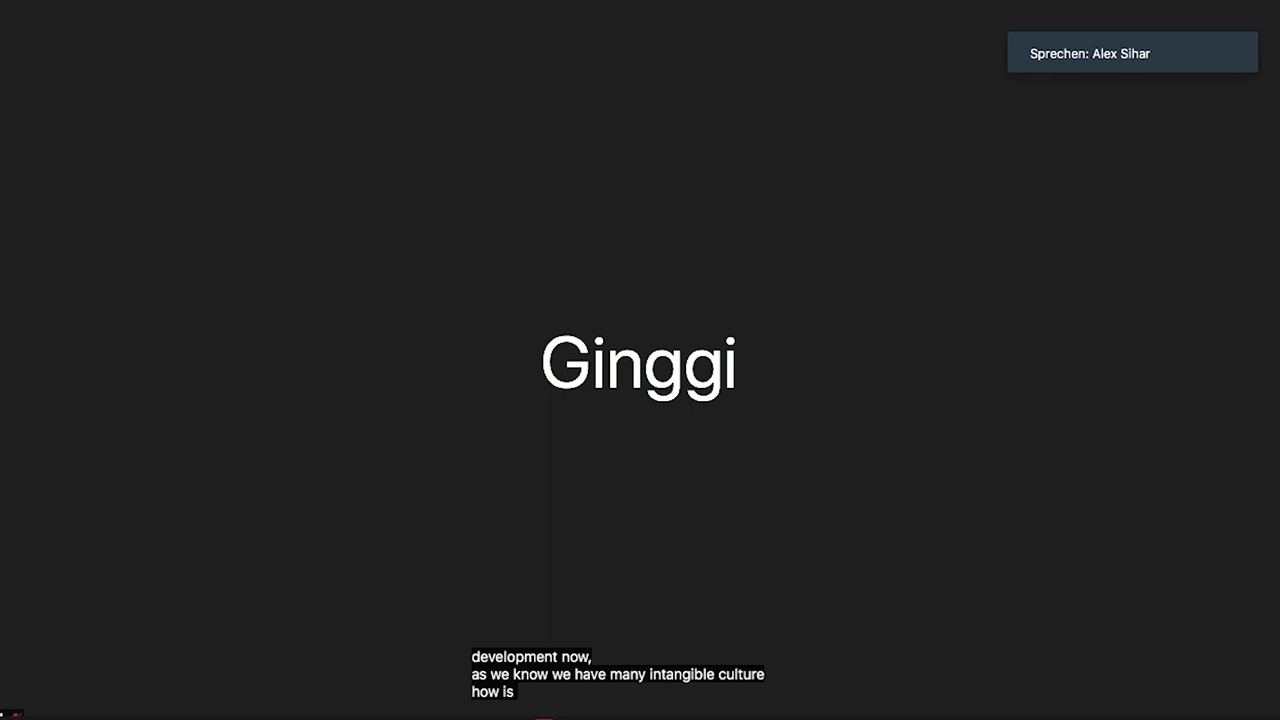 Sprechen: Alex Sihar
Ginggi
development now,
as we know we have many intangible culture
how is